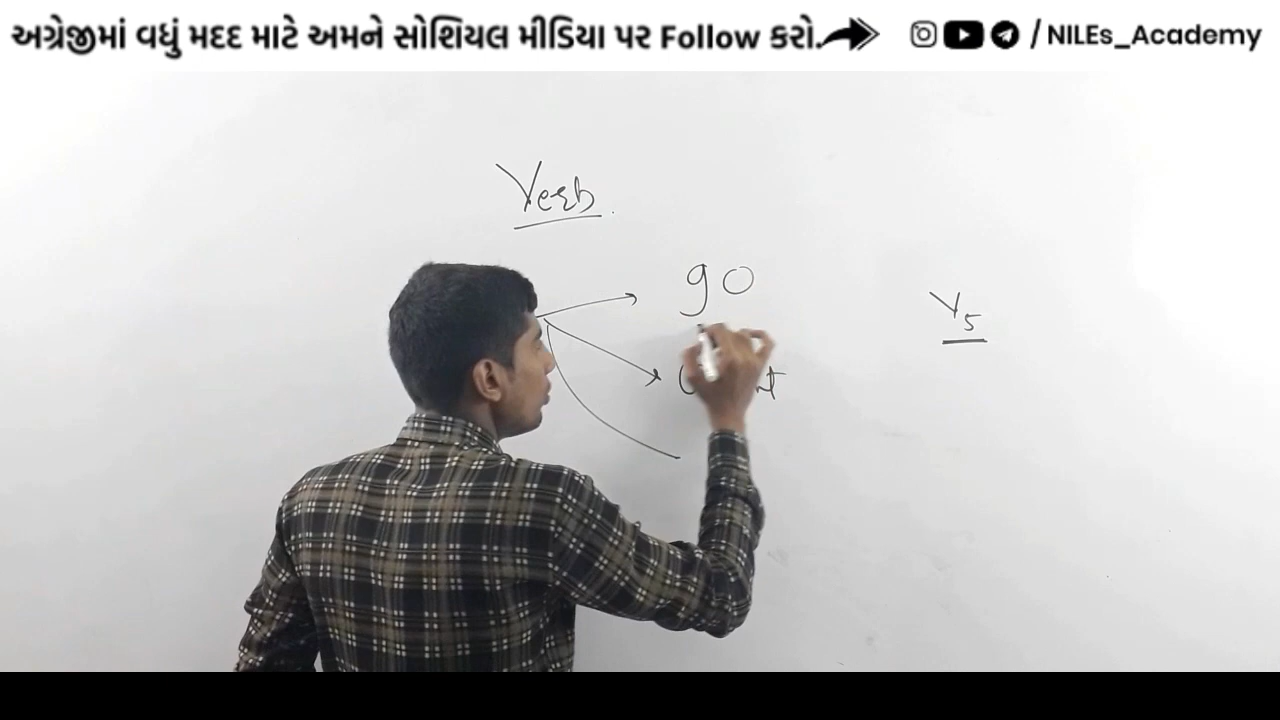 અગ્રેજીમાં વધું મદદ માટે અમને સોશિયલ મીડિયા પર Follow કરો. / NILEs_Academy
Verb
go
V5